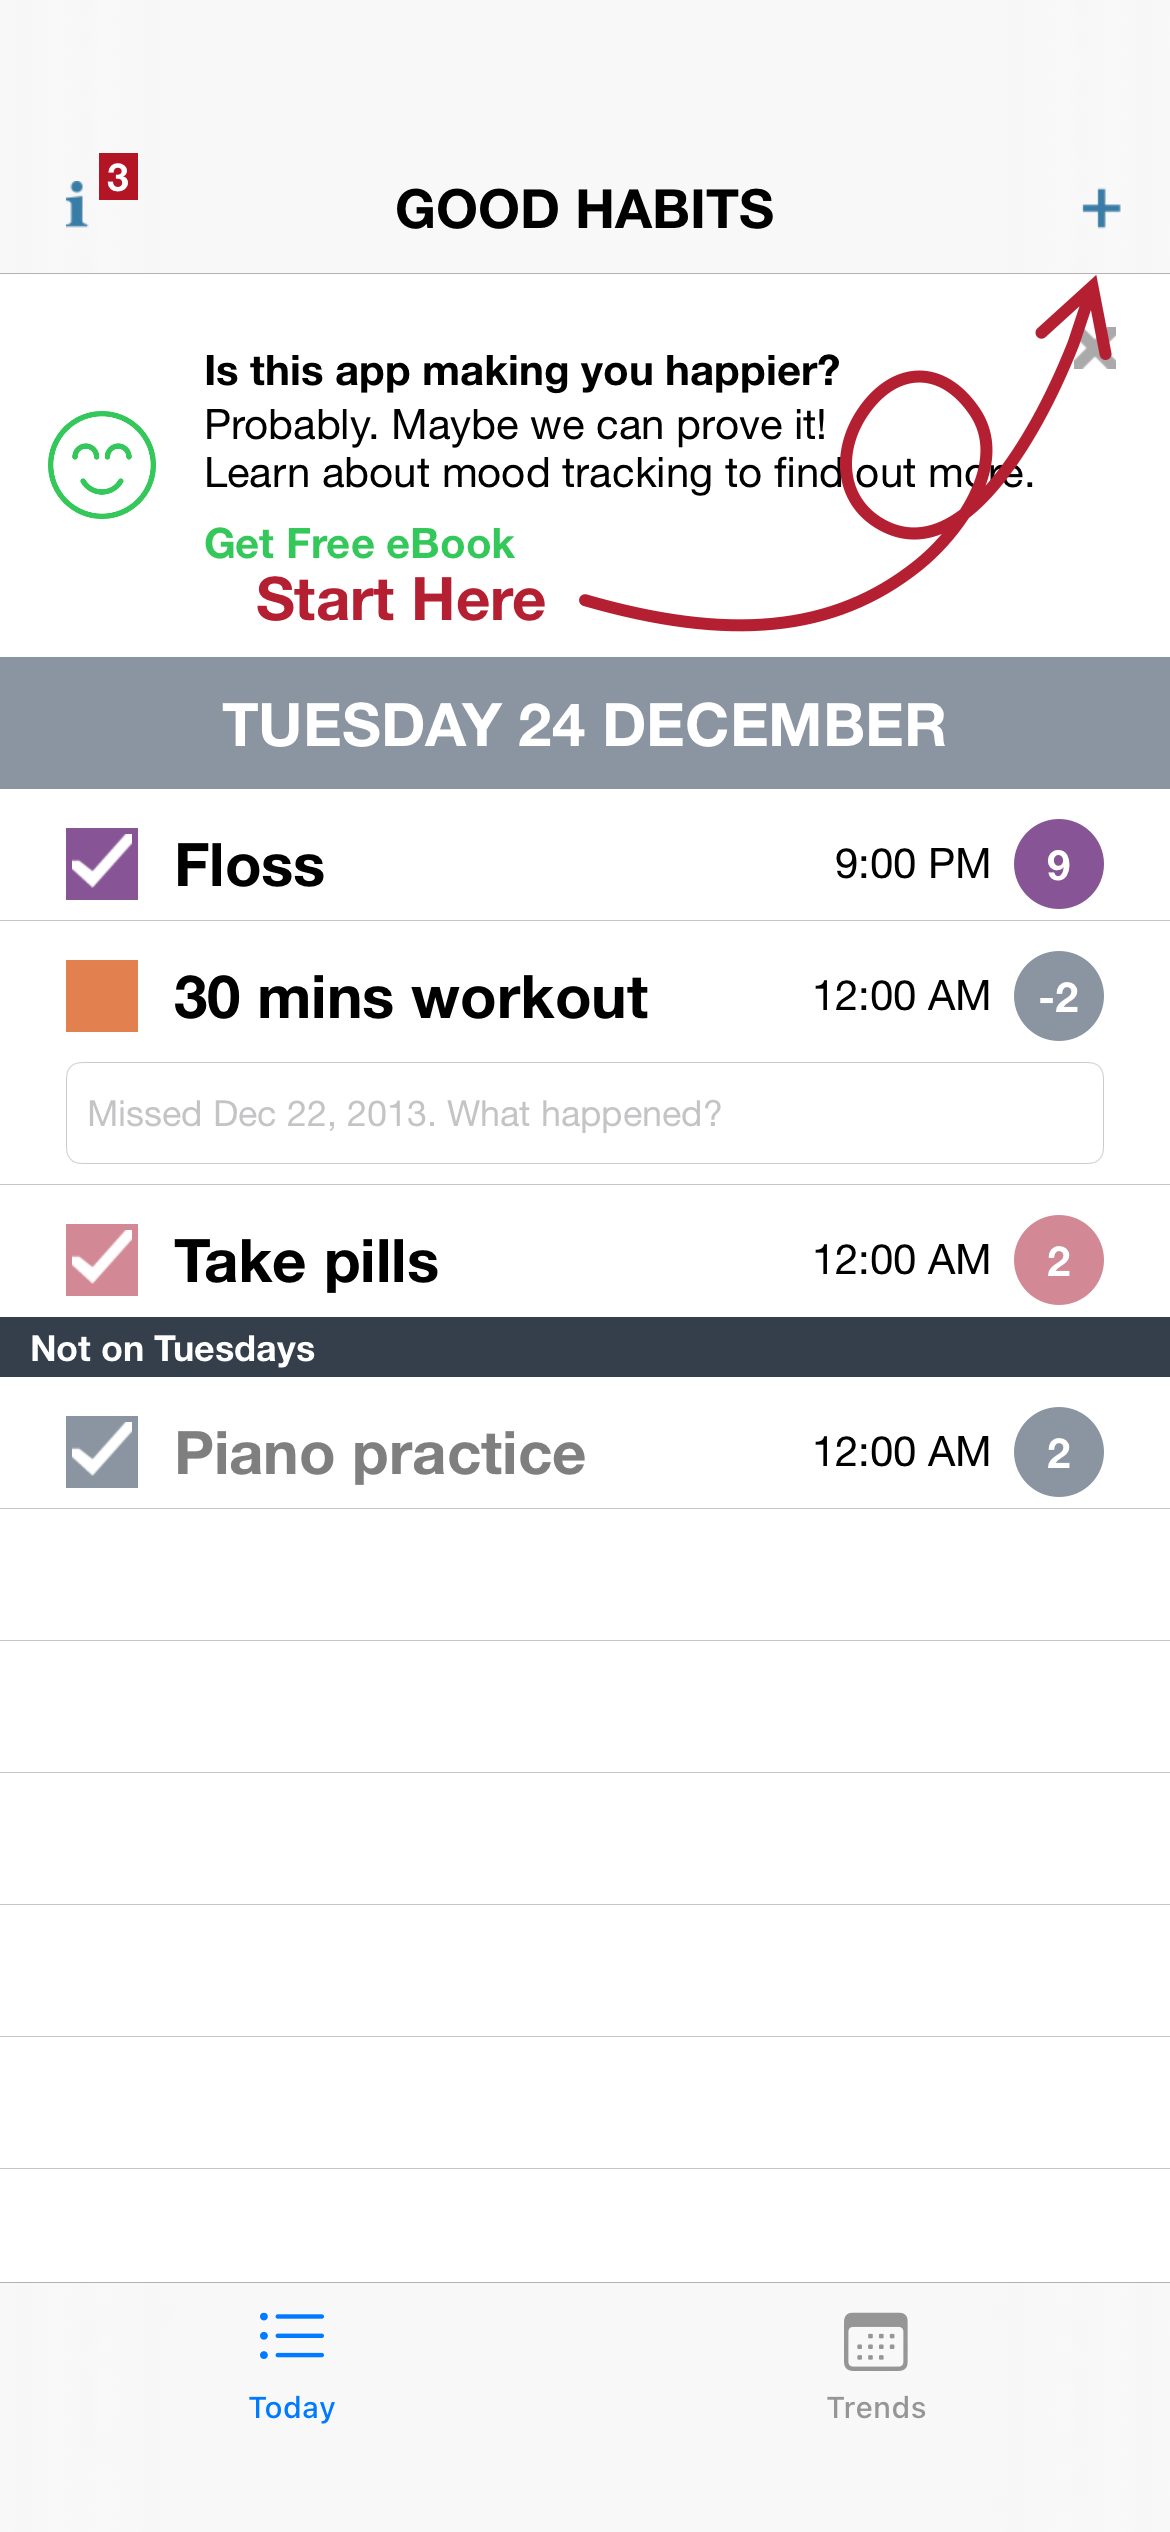 3
GOOD HABITS
Is this app making you happier?
Probably. Maybe we can prove it!
Learn about mood tracking to find out more.
Get Free eBook
Start Here
TUESDAY 24 DECEMBER
Floss 9:00 PM 9
30 mins workout 12:00 AM -2
Missed Dec 22, 2013. What happened?
Take pills 12:00 AM 2
Not on Tuesdays
Piano practice 12:00 AM 2
Today Trends